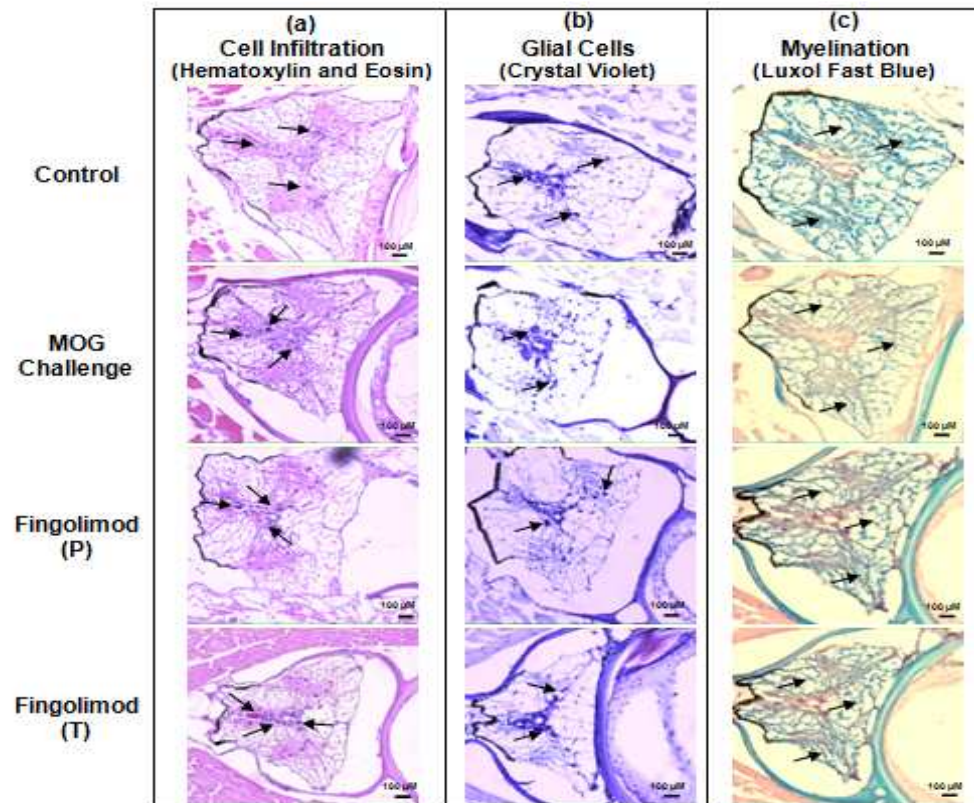 (a)
Cell Infiltration
(Hematoxylin and Eosin)
(b)
Glial Cells
(Crystal Violet)
(c)
Myelination
(Luxol Fast Blue)
Control
100 µM
100 µM
100 µM
MOG
Challenge
100 µM
100 µM
100 µM
Fingolimod
(P)
100 µM
100 µM
100 µM
Fingolimod
(T)
100 µM
100 µM
100 µM